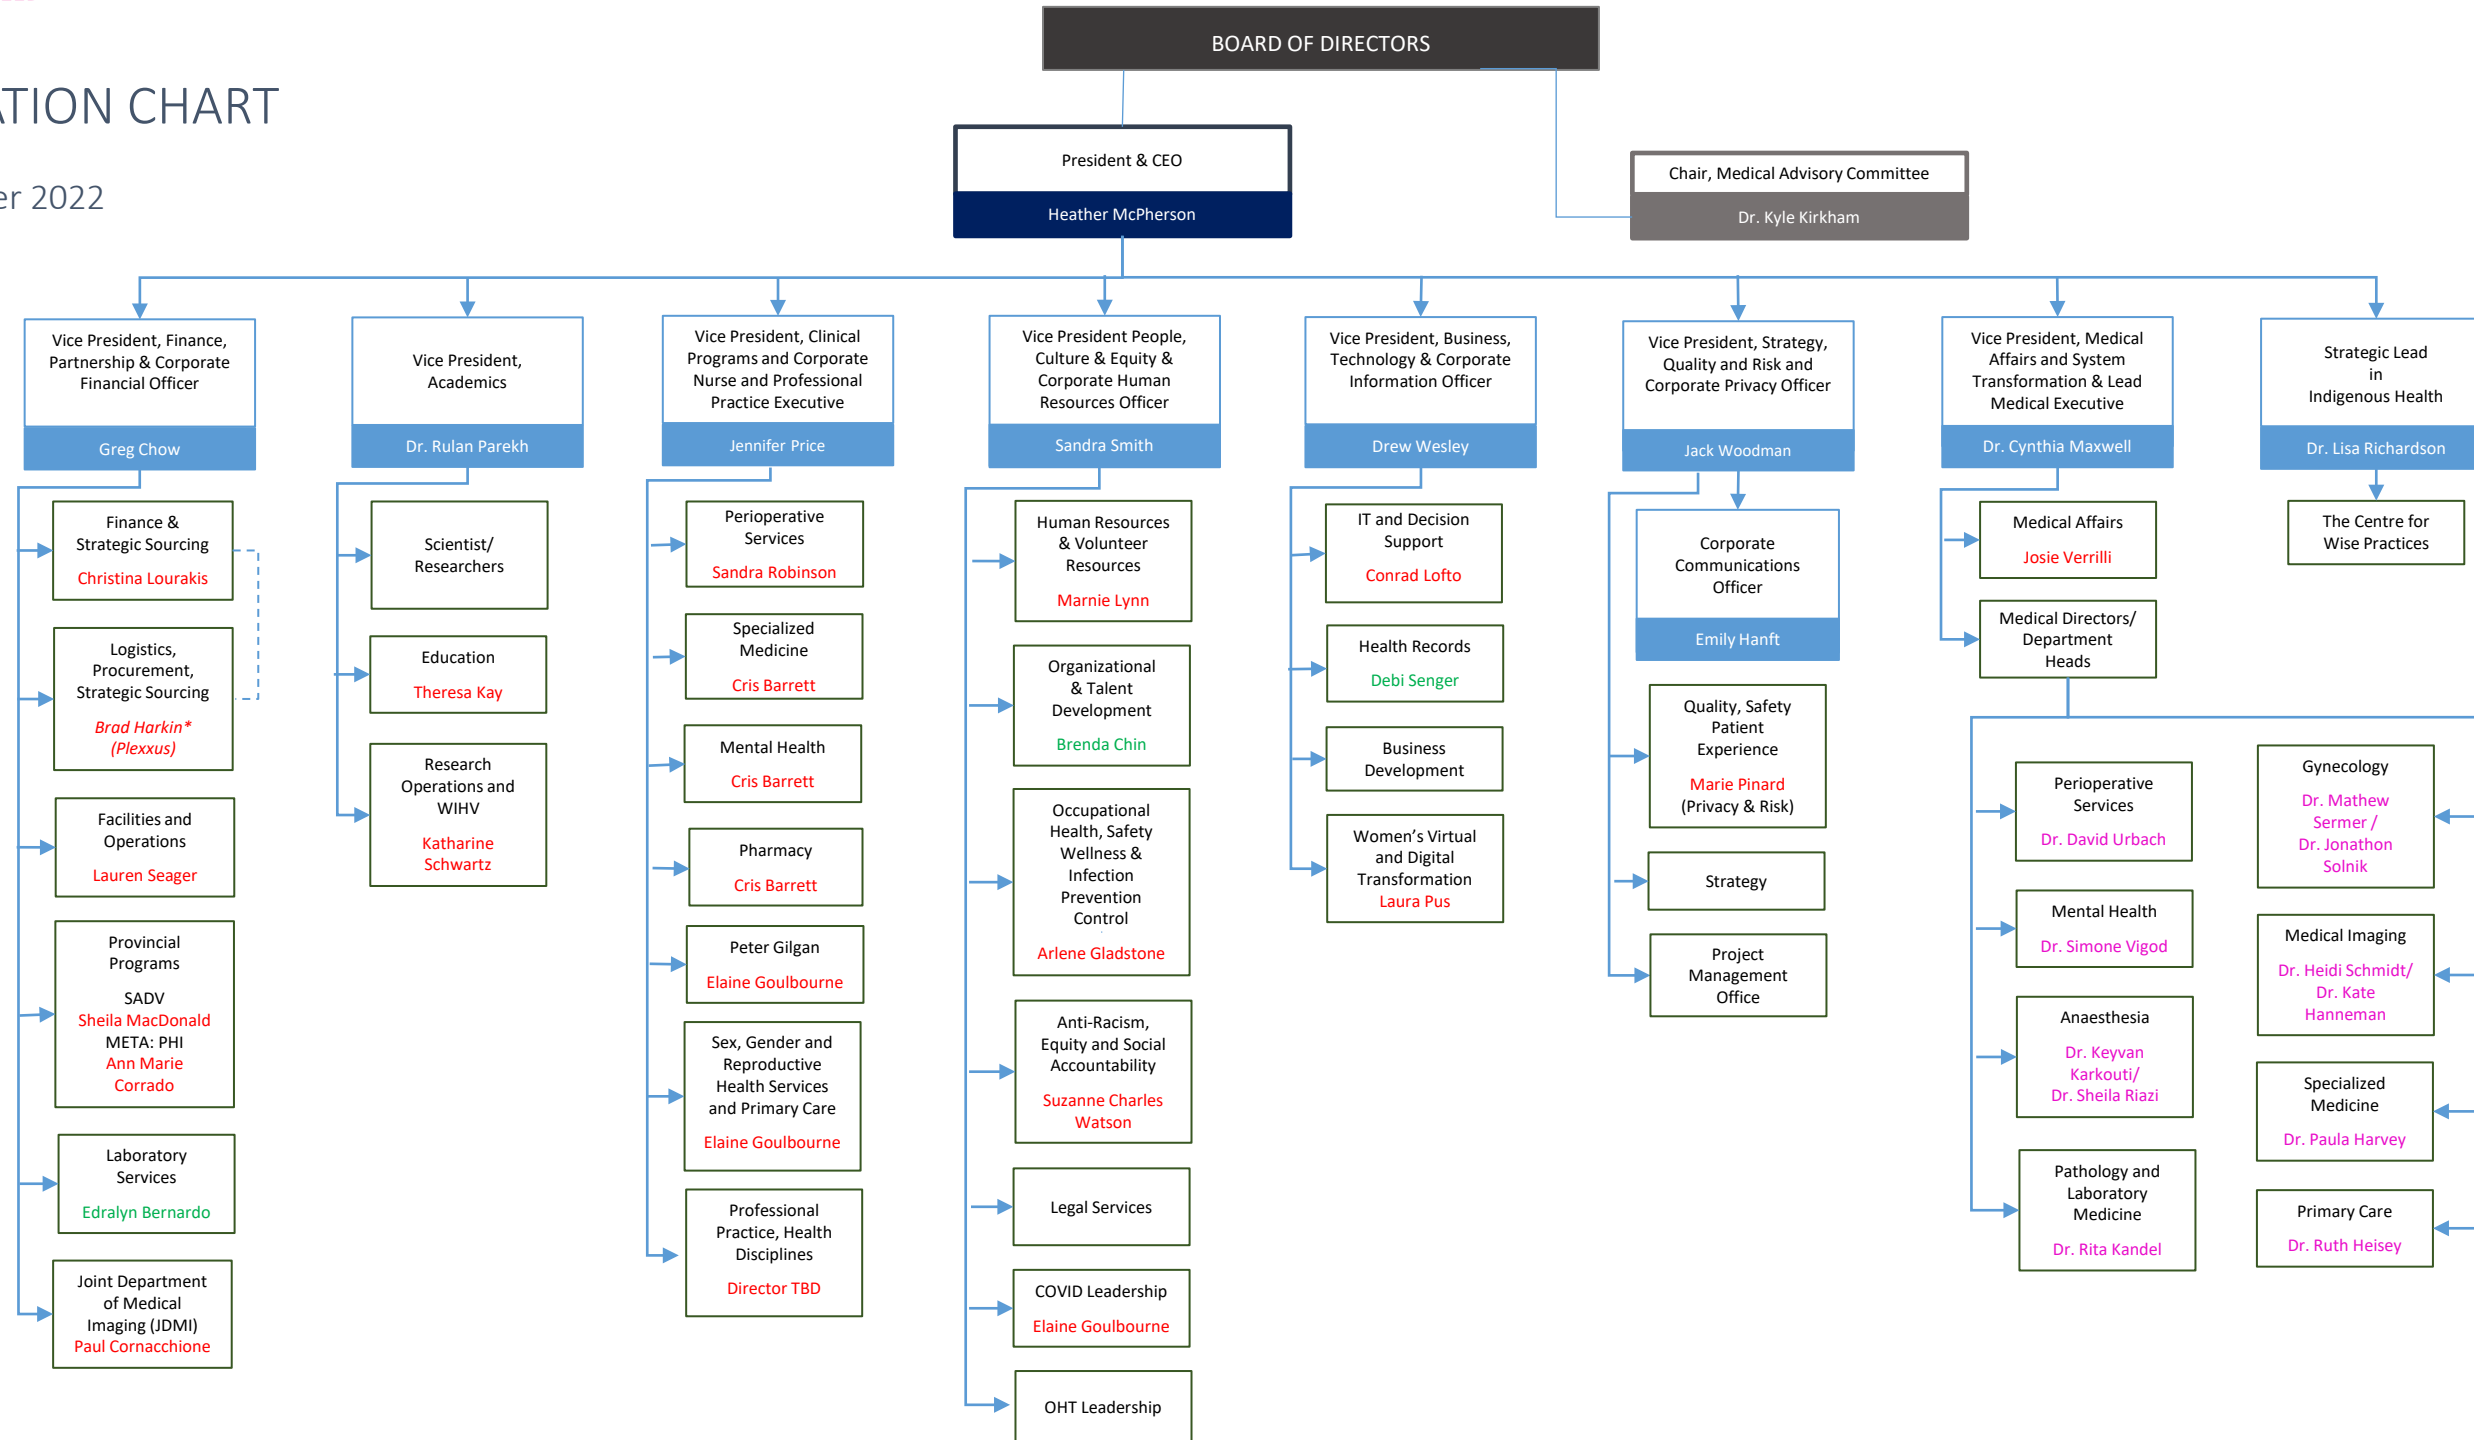 BOARD OF DIRECTORS
ATION CHART
er 2022
President & CEO
Heather McPherson
Chair, Medical Advisory Committee
Dr. Kyle Kirkham
Vice President, Finance,
Partnership & Corporate
Financial Officer
Greg Chow
Finance &
Strategic Sourcing
Christina Lourakis
Logistics,
Procurement,
Strategic Sourcing
Brad Harkin*
(Plexxus)
Facilities and
Operations
Lauren Seager
Provincial
Programs
SADV
Sheila MacDonald
META: PHI
Ann Marie
Corrado
Laboratory
Services
Edralyn Bernardo
Joint Department
of Medical
Imaging (JDMI)
Paul Cornacchione
Vice President,
Academics
Dr. Rulan Parekh
Scientist/
Researchers
Education
Theresa Kay
Research
Operations and
WIHV
Katharine
Schwartz
Vice President, Clinical
Programs and Corporate
Nurse and Professional
Practice Executive
Jennifer Price
Perioperative
Services
Sandra Robinson
Specialized
Medicine
Cris Barrett
Mental Health
Cris Barrett
Pharmacy
Cris Barrett
Peter Gilgan
Elaine Goulbourne
Sex, Gender and
Reproductive
Health Services
and Primary Care
Elaine Goulbourne
Professional
Practice, Health
Disciplines
Director TBD
Vice President People,
Culture & Equity &
Corporate Human
Resources Officer
Sandra Smith
Human Resources
& Volunteer
Resources
Marnie Lynn
Organizational
& Talent
Development
Brenda Chin
Occupational
Health, Safety
Wellness &
Infection
Prevention
Control
Arlene Gladstone
Anti-Racism,
Equity and Social
Accountability
Suzanne Charles
Watson
Legal Services
COVID Leadership
Elaine Goulbourne
OHT Leadership
Vice President, Business,
Technology & Corporate
Information Officer
Drew Wesley
IT and Decision
Support
Conrad Lofto
Health Records
Debi Senger
Business
Development
Women's Virtual
and Digital
Transformation
Laura Pus
Vice President, Strategy,
Quality and Risk and
Corporate Privacy Officer
Jack Woodman
Corporate
Communications
Officer
Emily Hanft
Quality, Safety
Patient
Experience
Marie Pinard
(Privacy & Risk)
Strategy
Project
Management
Office
Vice President, Medical
Affairs and System
Transformation & Lead
Medical Executive
Dr. Cynthia Maxwell
Medical Affairs
Josie Verrilli
Medical Directors/
Department
Heads
Perioperative
Services
Dr. David Urbach
Mental Health
Dr. Simone Vigod
Anaesthesia
Dr. Keyvan
Karkouti/
Dr. Sheila Riazi
Pathology and
Laboratory
Medicine
Dr. Rita Kandel
Gynecology
Dr. Mathew
Sermer /
Dr. Jonathon
Solnik
Medical Imaging
Dr. Heidi Schmidt/
Dr. Kate
Hanneman
Specialized
Medicine
Dr. Paula Harvey
Primary Care
Dr. Ruth Heisey
Strategic Lead
in
Indigenous Health
Dr. Lisa Richardson
The Centre for
Wise Practices